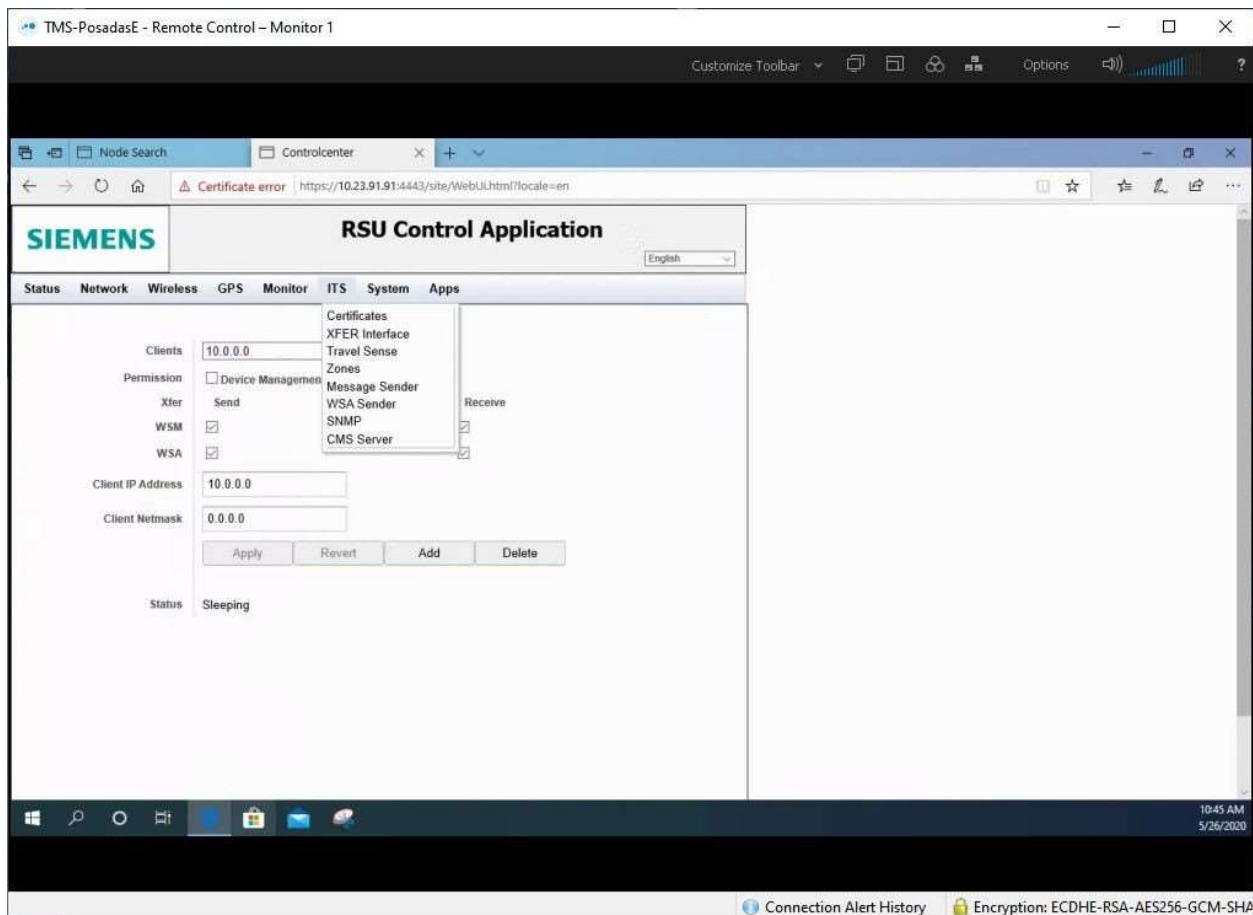 TMS-PosadasE - Remote Control – Monitor 1
Customize Toolbar Options ?
Node Search Controlcenter
Certificate error https://10.23.91.91:4443/site/WebUi.html?locale=en
SIEMENS
RSU Control Application
English
Status Network Wireless GPS Monitor ITS System Apps
Certificates
XFER Interface
Travel Sense
Zones
Message Sender
WSA Sender
SNMP
CMS Server
Clients 10.0.0.0
Permission Device Managemen
Xfer Send Receive
WSM
WSA
Client IP Address 10.0.0.0
Client Netmask 0.0.0.0
Apply Revert Add Delete
Status Sleeping
10:45 AM
5/26/2020
Connection Alert History Encryption: ECDHE-RSA-AES256-GCM-SHA